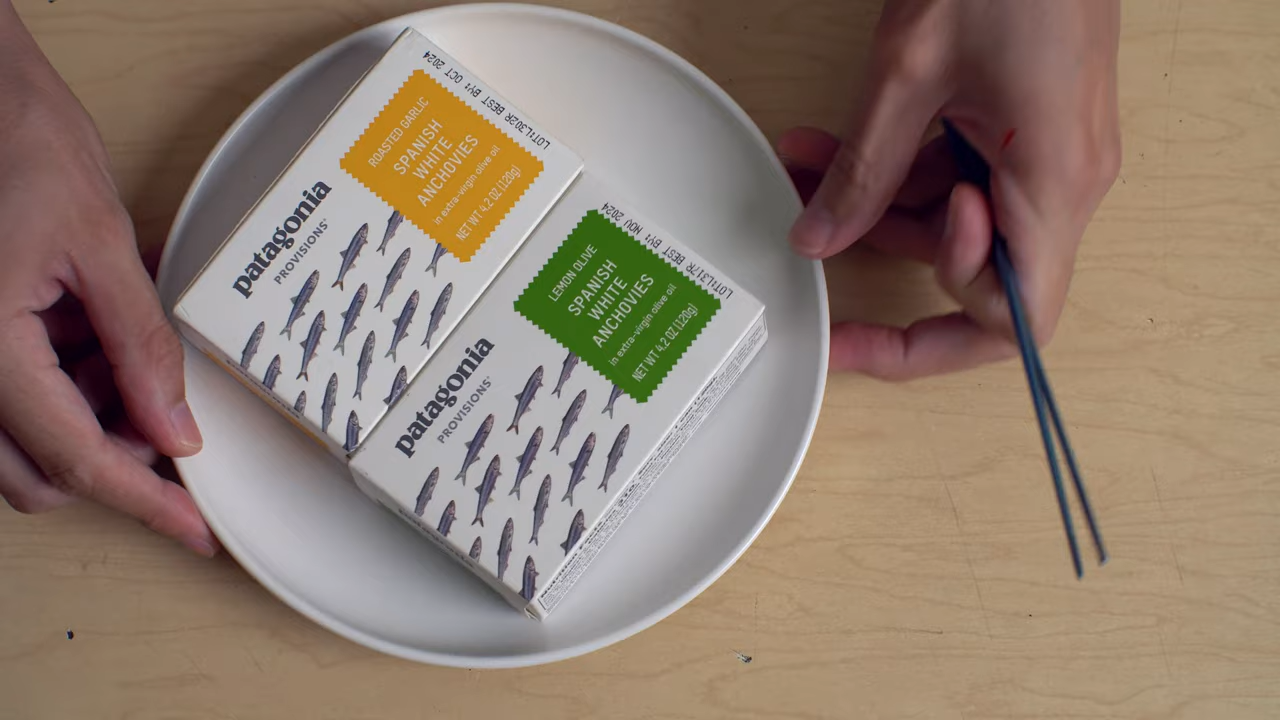 LOT:L302R BEST BY: OCT 2024
ROASTED GARLIC
SPANISH
WHITE
ANCHOVIES
in extra-virgin olive oil
NET WT 4.2 OZ (120g)
patagonia
PROVISIONS
LOT:L317R BEST BY: NOV 2024
LEMON OLIVE
SPANISH
WHITE
ANCHOVIES
in extra-virgin olive oil
NET WT 4.2 OZ (120g)
patagonia
PROVISIONS